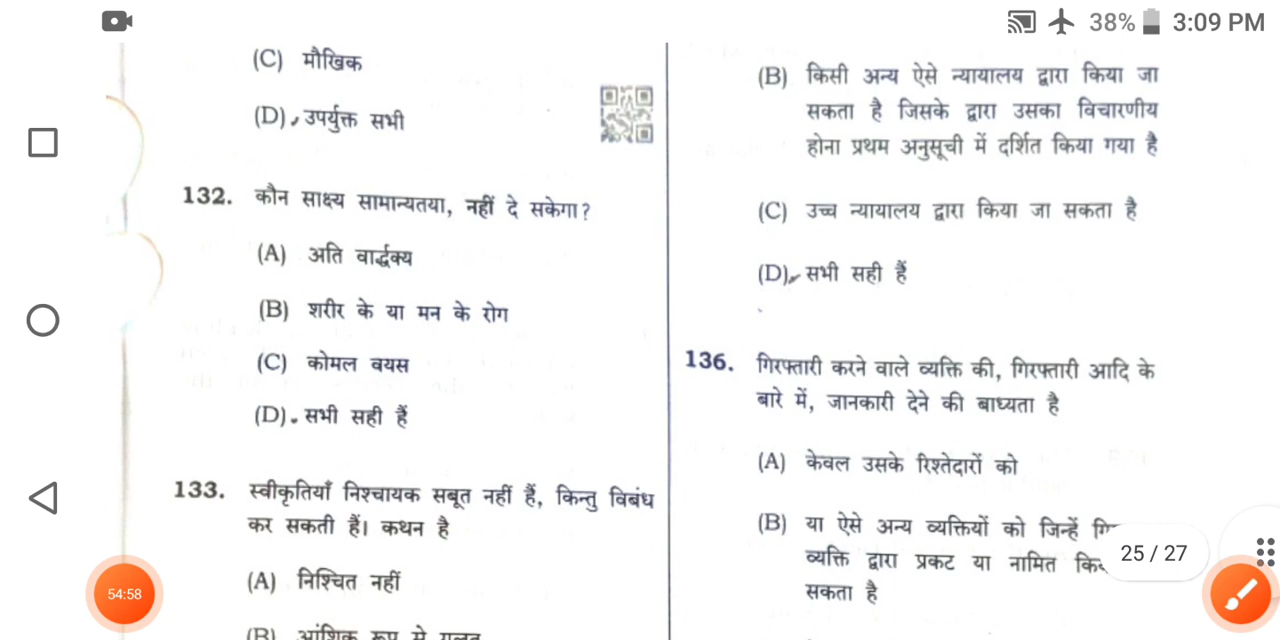 38% 3:09 PM
(C) मौखिक
(D) उपर्युक्त सभी
132. कौन साक्ष्य सामान्यतया, नहीं दे सकेगा?
(A) अति वार्द्धक्य
(B) शरीर के या मन के रोग
(C) कोमल वयस
(D) सभी सही हैं
133. स्वीकृतियाँ निश्चायक सबूत नहीं हैं, किन्तु विबंध
कर सकती हैं। कथन है
(A) निश्चित नहीं
(B) आंशिक रूप से गलत
(B) किसी अन्य ऐसे न्यायालय द्वारा किया जा
सकता है जिसके द्वारा उसका विचारणीय
होना प्रथम अनुसूची में दर्शित किया गया है
(C) उच्च न्यायालय द्वारा किया जा सकता है
(D) सभी सही हैं
136. गिरफ्तारी करने वाले व्यक्ति की, गिरफ्तारी आदि के
बारे में, जानकारी देने की बाध्यता है
(A) केवल उसके रिश्तेदारों को
(B) या ऐसे अन्य व्यक्तियों को जिन्हें
व्यक्ति द्वारा प्रकट या नामित
सकता है
25 / 27
54:58